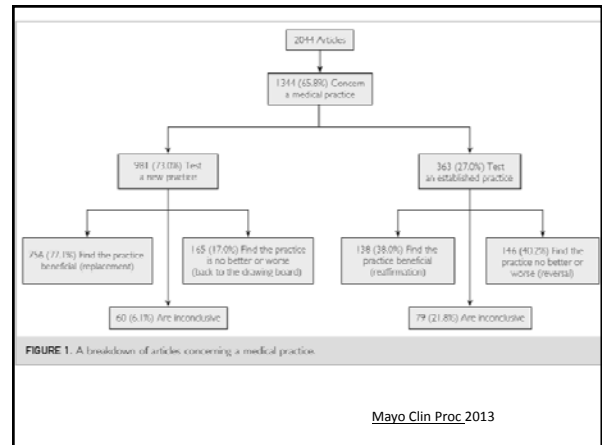 2044 Articles
1344 (65.8%) Concern
a medical practice
981 (73.0%) Test
a new practice
363 (27.0%) Test
an established practice
756 (77.1%) Find the practice
beneficial (replacement)
165 (17.0%) Find the practice
is no better or worse
(back to the drawing board)
138 (38.0%) Find the
practice beneficial
(reaffirmation)
146 (40.2%) Find the
practice no better or
worse (reversal)
60 (6.1%) Are inconclusive
79 (21.8%) Are inconclusive
FIGURE 1. A breakdown of articles concerning a medical practice.
Mayo Clin Proc 2013